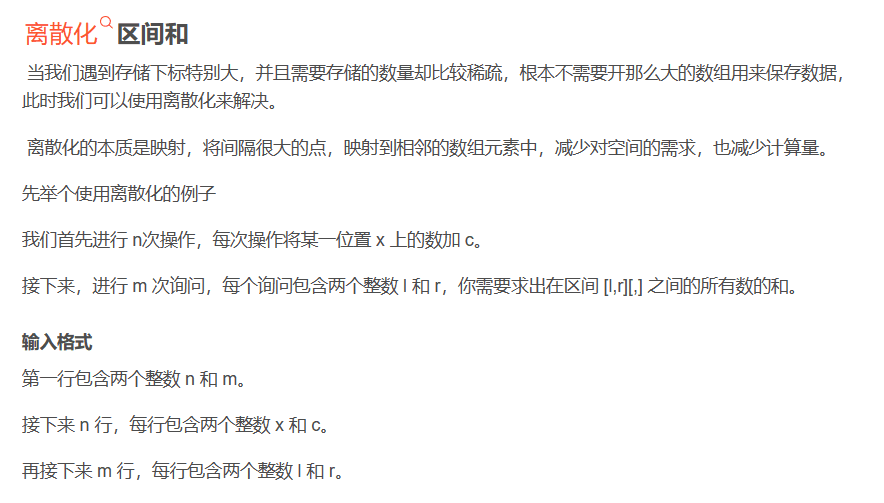 离散化 区间和
当我们遇到存储下标特别大，并且需要存储的数量却比较稀疏，根本不需要开那么大的数组用来保存数据，
此时我们可以使用离散化来解决。
离散化的本质是映射，将间隔很大的点，映射到相邻的数组元素中，减少对空间的需求，也减少计算量。
先举个使用离散化的例子
我们首先进行 n次操作，每次操作将某一位置 x 上的数加 c。
接下来，进行 m 次询问，每个询问包含两个整数 l 和 r，你需要求出在区间 [l,r][,] 之间的所有数的和。
输入格式
第一行包含两个整数 n 和 m。
接下来 n 行，每行包含两个整数 x 和 c。
再接下来 m 行，每行包含两个整数 l 和 r。